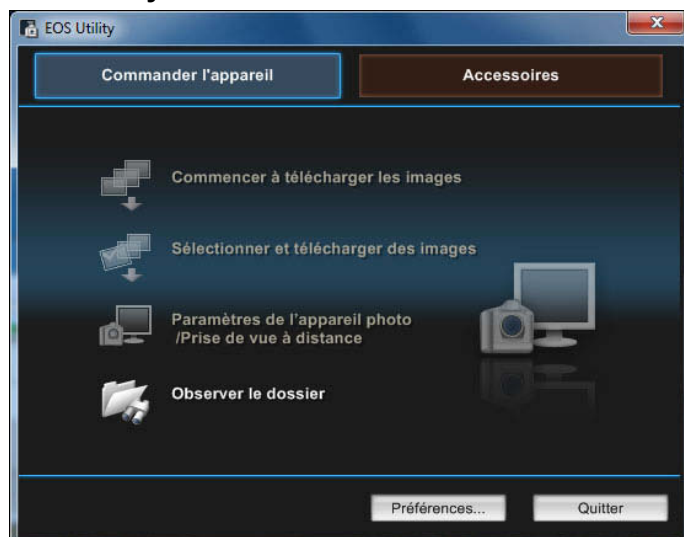 EOS Utility
Commander l'appareil
Accessoires
Commencer à télécharger les images
Sélectionner et télécharger des images
Paramètres de l'appareil photo
/Prise de vue à distance
Observer le dossier
Préférences...
Quitter